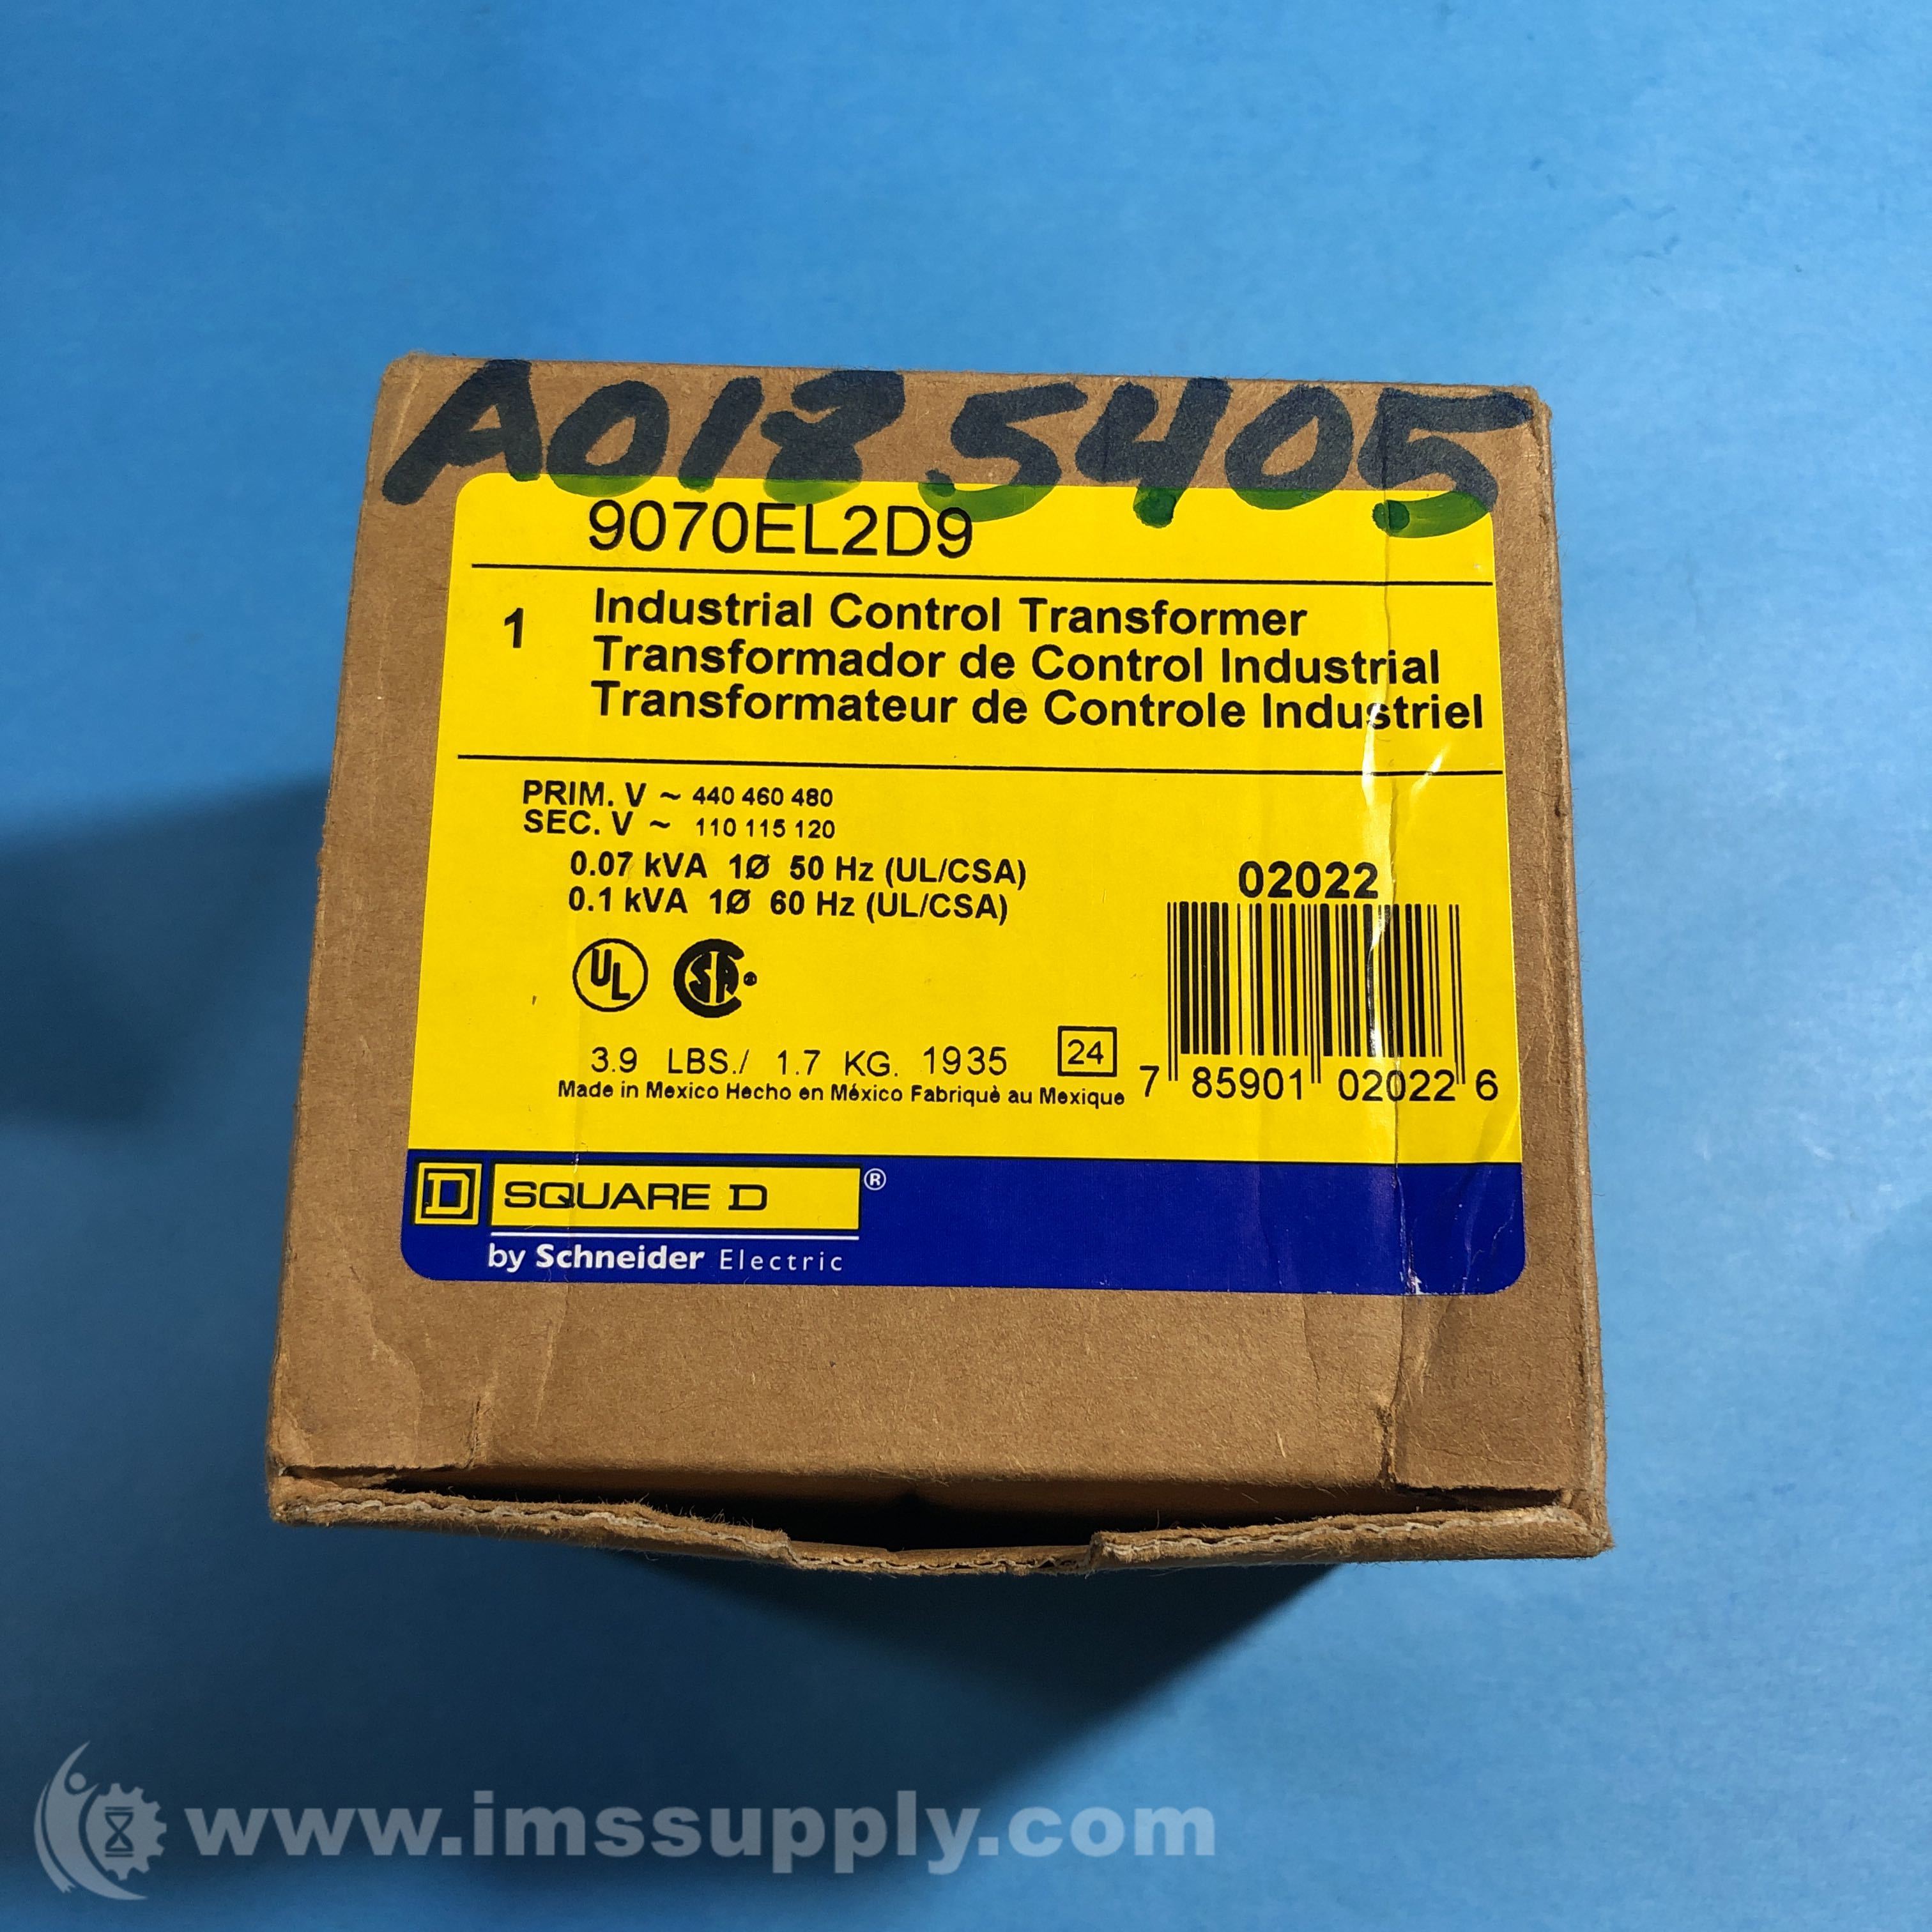 A0185405
9070EL2D9
1
Industrial Control Transformer
Transformador de Control Industrial
Transformateur de Controle Industriel
PRIM. V ~ 440 460 480
SEC. V ~ 110 115 120
0.07 kVA 1Ø 50 Hz (UL/CSA)
0.1 kVA 1Ø 60 Hz (UL/CSA)
02022
UL
CSA
3.9 LBS./ 1.7 KG. 1935
24
7 85901 02022 6
Made in Mexico Hecho en México Fabriquè au Mexique
D
SQUARE D ®
by Schneider Electric
www.imssupply.com